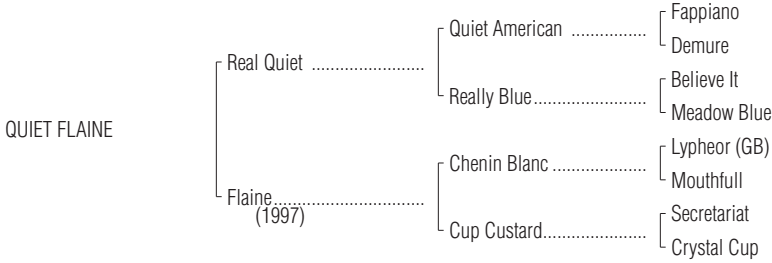 Fappiano
Quiet American ................
Demure
Real Quiet ........................
Believe It
Really Blue........................
Meadow Blue
QUIET FLAINE
Lypheor (GB)
Chenin Blanc ....................
Mouthfull
Flaine................................
(1997)
Secretariat
Cup Custard......................
Crystal Cup